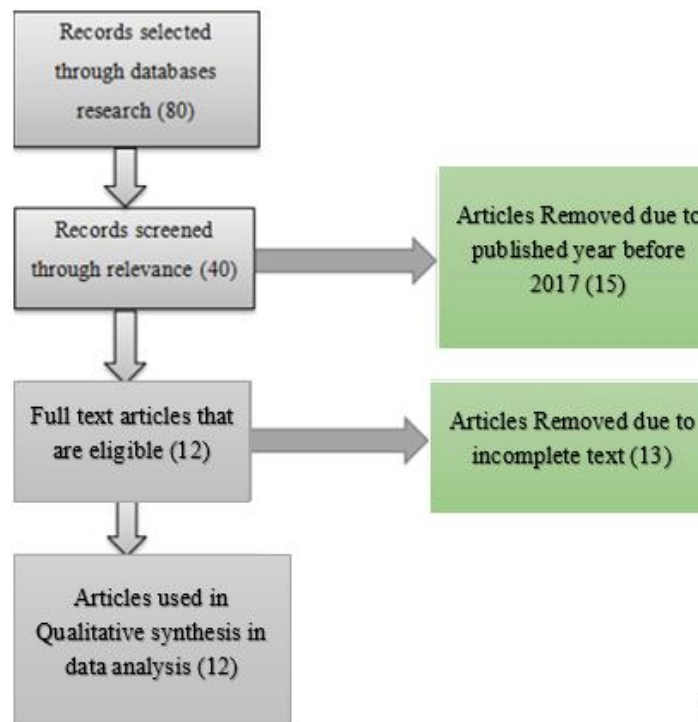 Records selected
through databases
research (80)
Records screened
through relevance (40)
Articles Removed due to
published year before
2017 (15)
Full text articles that
are eligible (12)
Articles Removed due to
incomplete text (13)
Articles used in
Qualitative synthesis in
data analysis (12)